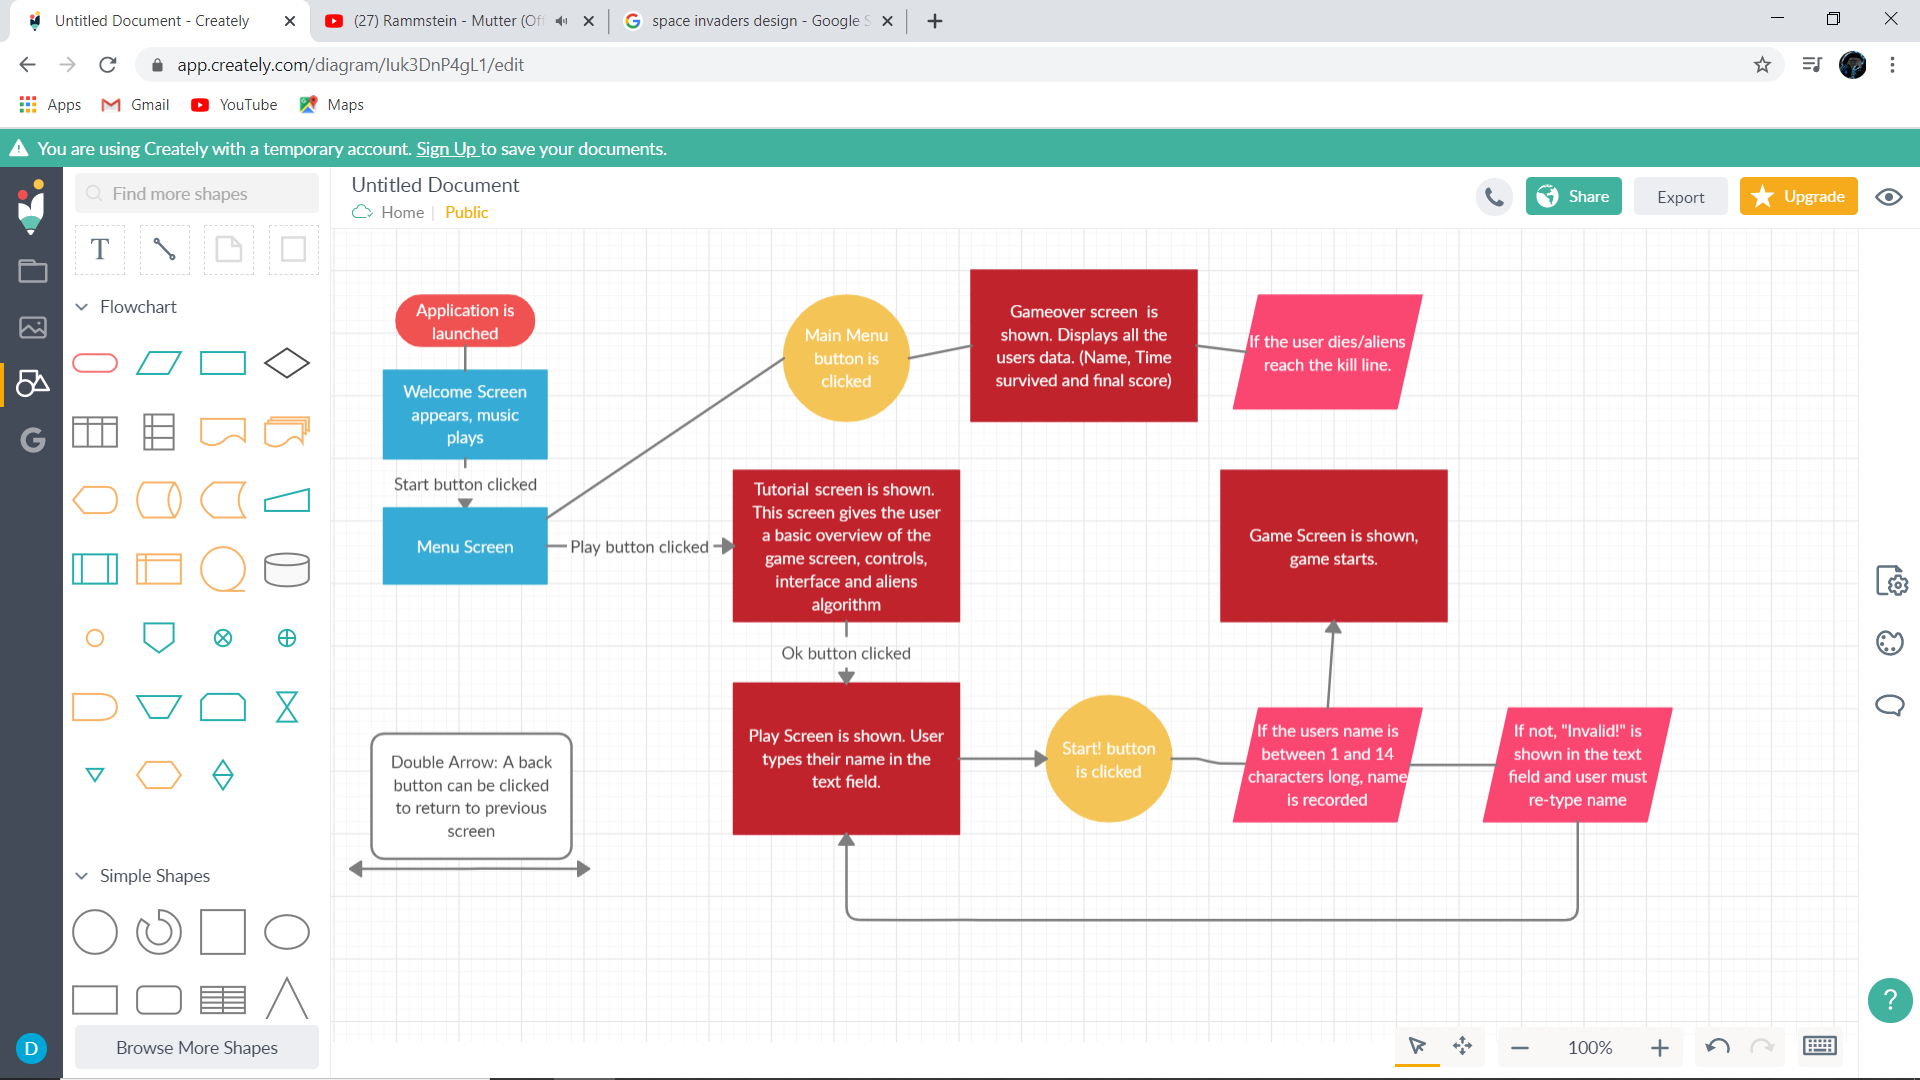 Untitled Document - Creately
(27) Rammstein - Mutter (Of
space invaders design - Google S
app.creately.com/diagram/Iuk3DnP4gL1/edit
Apps
Gmail
YouTube
Maps
You are using Creately with a temporary account. Sign Up to save your documents.
Find more shapes
Untitled Document
Home
Public
Share
Export
Upgrade
T
Flowchart
Application is
launched
Welcome Screen
appears, music
plays
Start button clicked
Menu Screen
Play button clicked
Main Menu
button is
clicked
Gameover screen is
shown. Displays all the
users data. (Name, Time
survived and final score)
If the user dies/aliens
reach the kill line.
Tutorial screen is shown.
This screen gives the user
a basic overview of the
game screen, controls,
interface and aliens
algorithm
Ok button clicked
Game Screen is shown,
game starts.
Play Screen is shown. User
types their name in the
text field.
Start! button
is clicked
If the users name is
between 1 and 14
characters long, name
is recorded
If not, "Invalid!" is
shown in the text
field and user must
re-type name
Double Arrow: A back
button can be clicked
to return to previous
screen
Simple Shapes
Browse More Shapes
D
100%
?